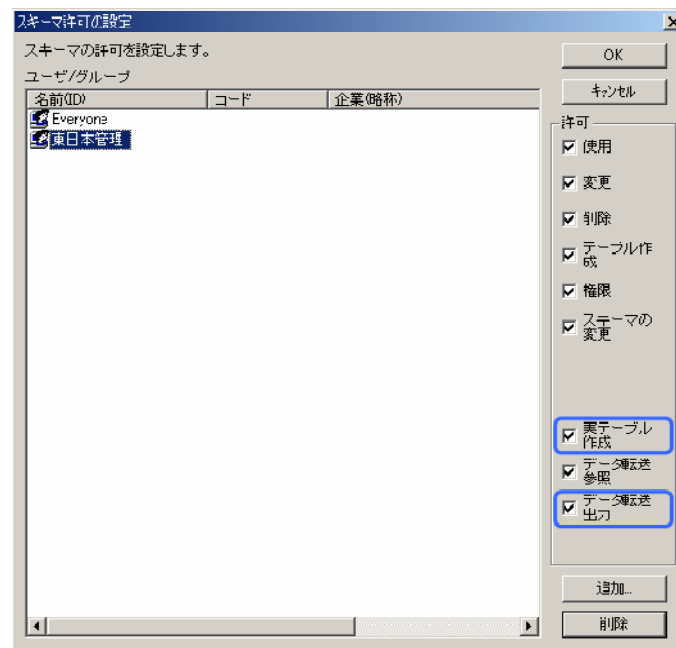 スキーマ許可の設定
スキーマの許可を設定します。
OK
ユーザ/グループ
キャンセル
名前(ID)
コード
企業(略称)
Everyone
東日本管理
許可
使用
変更
削除
テーブル作
成
権限
スキーマの
変更
実テーブル
作成
データ転送
参照
データ転送
出力
追加...
削除